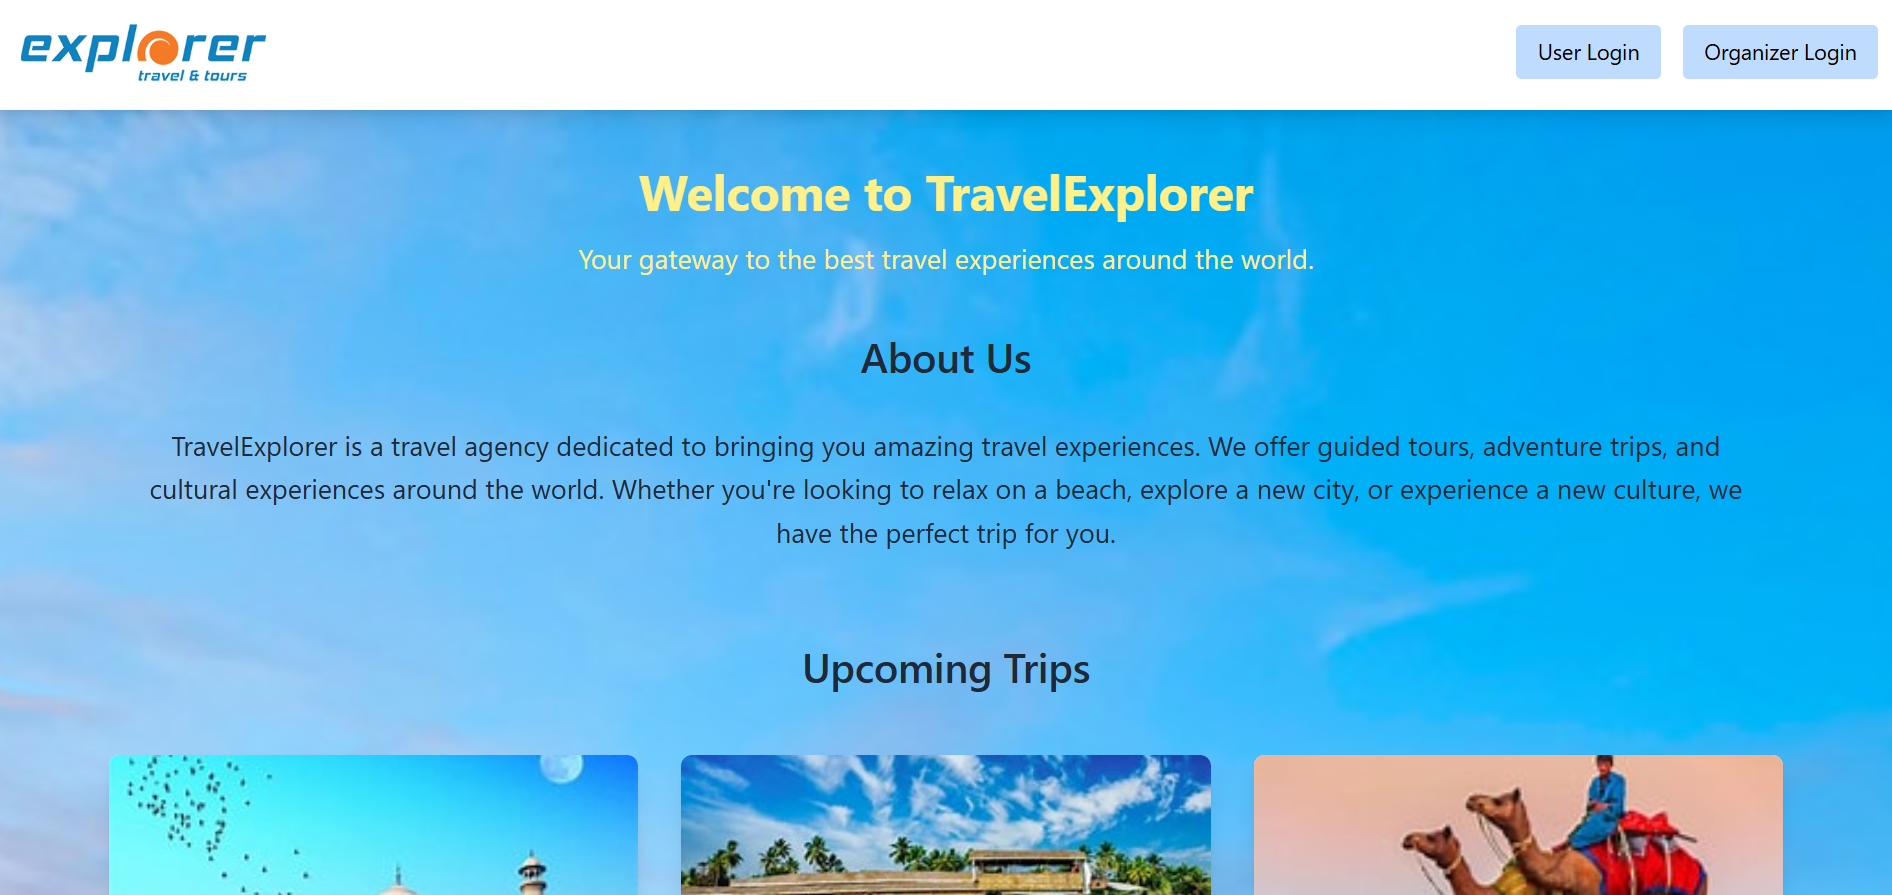 explorer
travel & tours
User Login
Organizer Login
Welcome to TravelExplorer
Your gateway to the best travel experiences around the world.
About Us
TravelExplorer is a travel agency dedicated to bringing you amazing travel experiences. We offer guided tours, adventure trips, and
cultural experiences around the world. Whether you're looking to relax on a beach, explore a new city, or experience a new culture, we
have the perfect trip for you.
Upcoming Trips